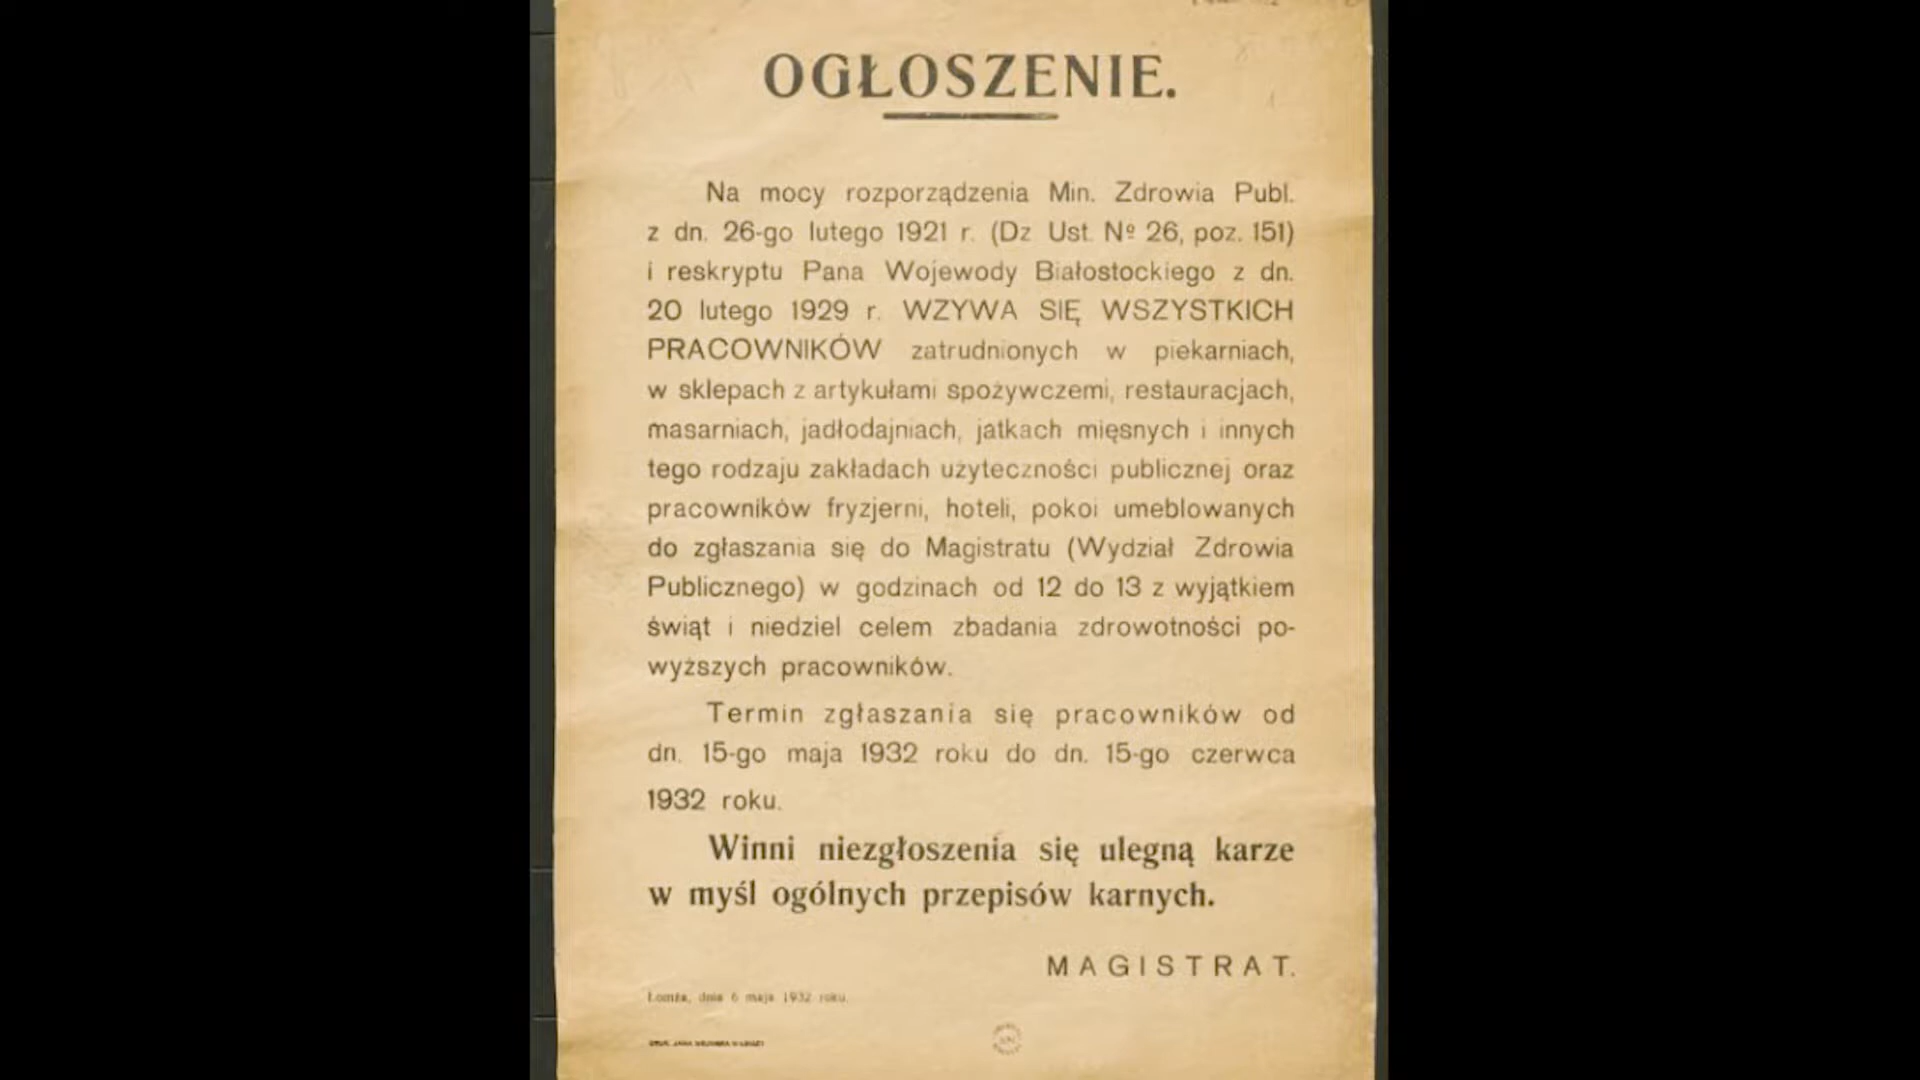 OGŁOSZENIE.
Na mocy rozporządzenia Min. Zdrowia Publ.
z dn. 26-go lutego 1921 r. (Dz Ust. Nº 26, poz. 151)
i reskryptu Pana Wojewody Białostockiego z dn.
20 lutego 1929 r. WZYWA SIĘ WSZYSTKICH
PRACOWNIKÓW zatrudnionych w piekarniach,
w sklepach z artykułami spożywczemi, restauracjach,
masarniach, jadłodajniach, jatkach mięsnych i innych
tego rodzaju zakładach użyteczności publicznej oraz
pracowników fryzjerni, hoteli, pokoi umeblowanych
do zgłaszania się do Magistratu (Wydział Zdrowia
Publicznego) w godzinach od 12 do 13 z wyjątkiem
świąt i niedziel celem zbadania zdrowotności po-
wyższych pracowników.
Termin zgłaszania się pracowników od
dn. 15-go maja 1932 roku do dn. 15-go czerwca
1932 roku.
Winni niezgłoszenia się ulegną karze
w myśl ogólnych przepisów karnych.
MAGISTRAT.
Łomża, dnia 6 maja 1932 roku.
DRUK. JANA